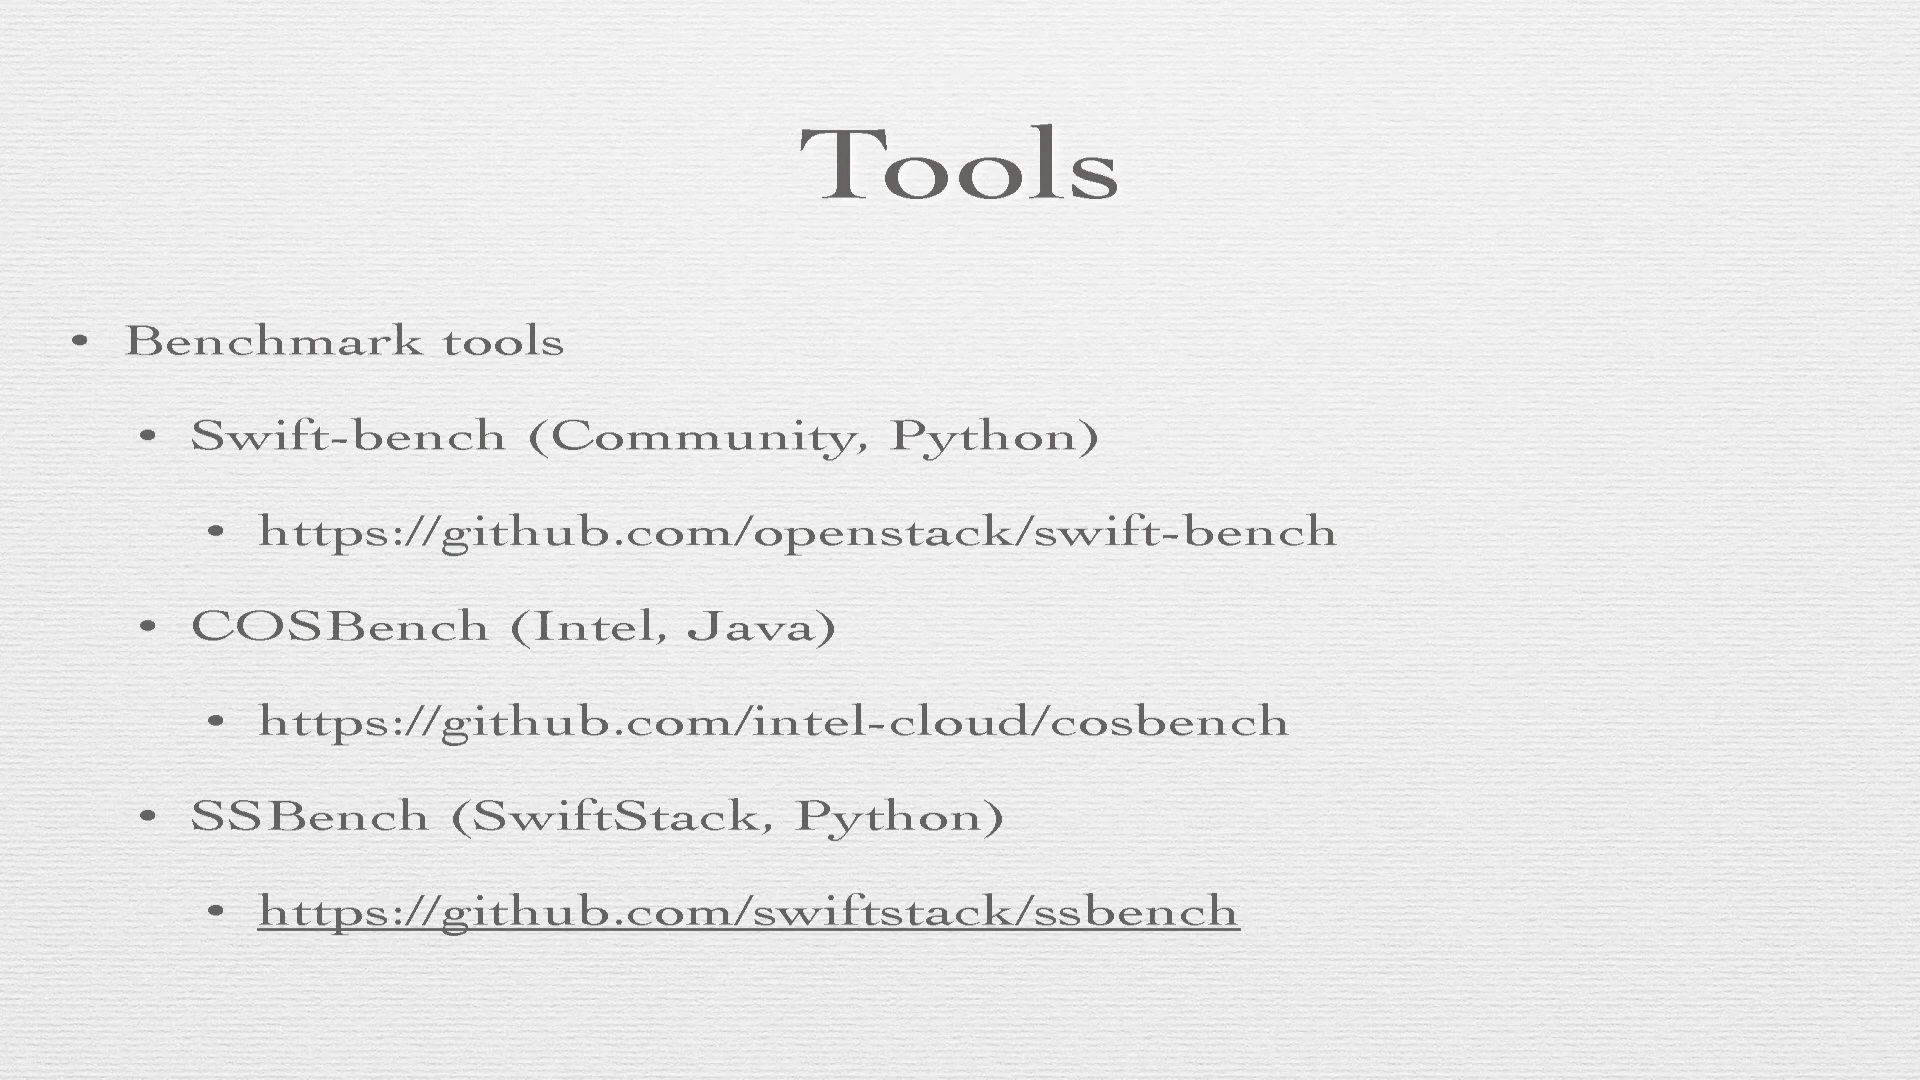 Tools
• Benchmark tools
• Swift-bench (Community, Python)
• https://github.com/openstack/swift-bench
• COSBench (Intel, Java)
• https://github.com/intel-cloud/cosbench
• SSBench (SwiftStack, Python)
• https://github.com/swiftstack/ssbench